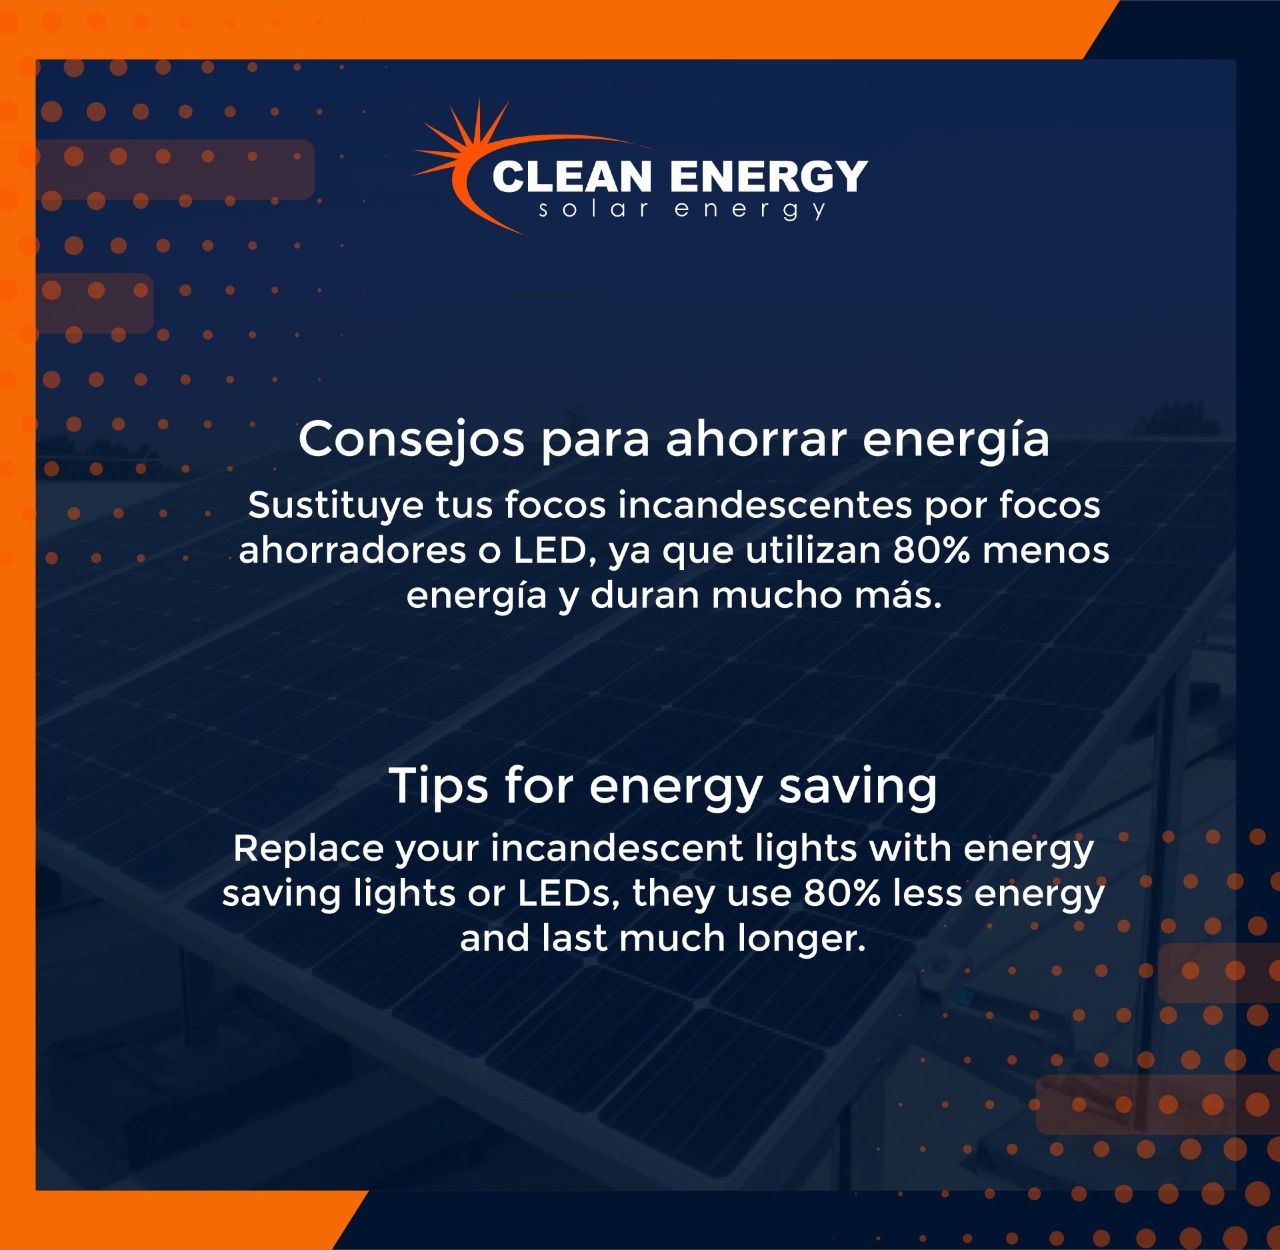 CLEAN ENERGY
solar energy
Consejos para ahorrar energía
Sustituye tus focos incandescentes por focos
ahorradores o LED, ya que utilizan 80% menos
energía y duran mucho más.
Tips for energy saving
Replace your incandescent lights with energy
saving lights or LEDs, they use 80% less energy
and last much longer.